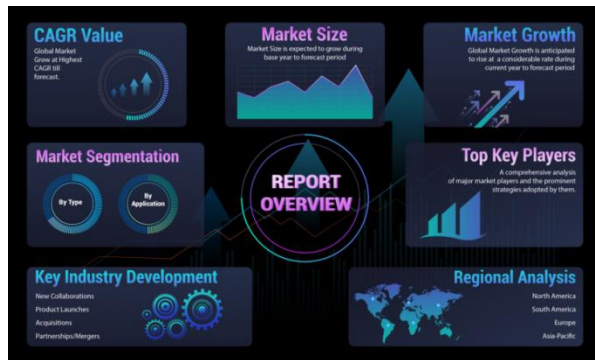 CAGR Value
Global Market
Grow at Highest
CAGR till
forecast.
Market Size
Market Size is expected to grow during
base year to forecast period
Market Growth
Global Market Growth is anticipated
to rise at a considerable rate during
current year to forecast period
Market Segmentation
By Type
By
Application
REPORT
OVERVIEW
Top Key Players
A comprehensive analysis
of major market players and the prominent
strategies adopted by them.
Key Industry Development
New Collaborations
Product Launches
Acquisitions
Partnerships/Mergers
Regional Analysis
North America
South America
Europe
Asia-Pacific